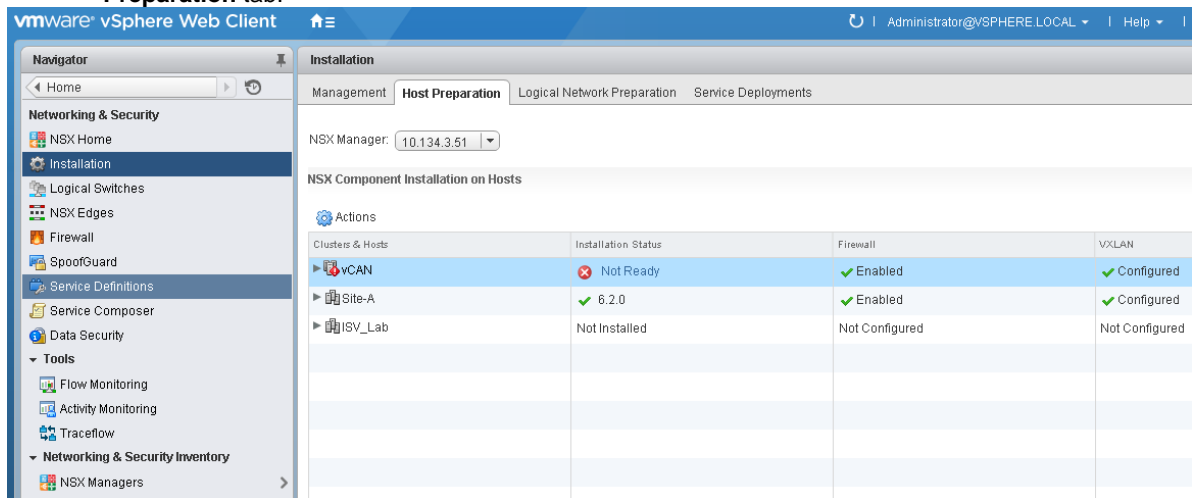 Preparation tab.
vmware® vSphere Web Client
Administrator@VSPHERE.LOCAL
Help
Navigator
Home
Networking & Security
NSX Home
Installation
Logical Switches
NSX Edges
Firewall
SpoofGuard
Service Definitions
Service Composer
Data Security
Tools
Flow Monitoring
Activity Monitoring
Traceflow
Networking & Security Inventory
NSX Managers
Installation
Management Host Preparation Logical Network Preparation Service Deployments
NSX Manager: 10.134.3.51
NSX Component Installation on Hosts
Actions
Clusters & Hosts Installation Status Firewall VXLAN
vCAN Not Ready Enabled Configured
Site-A 6.2.0 Enabled Configured
ISV_Lab Not Installed Not Configured Not Configured